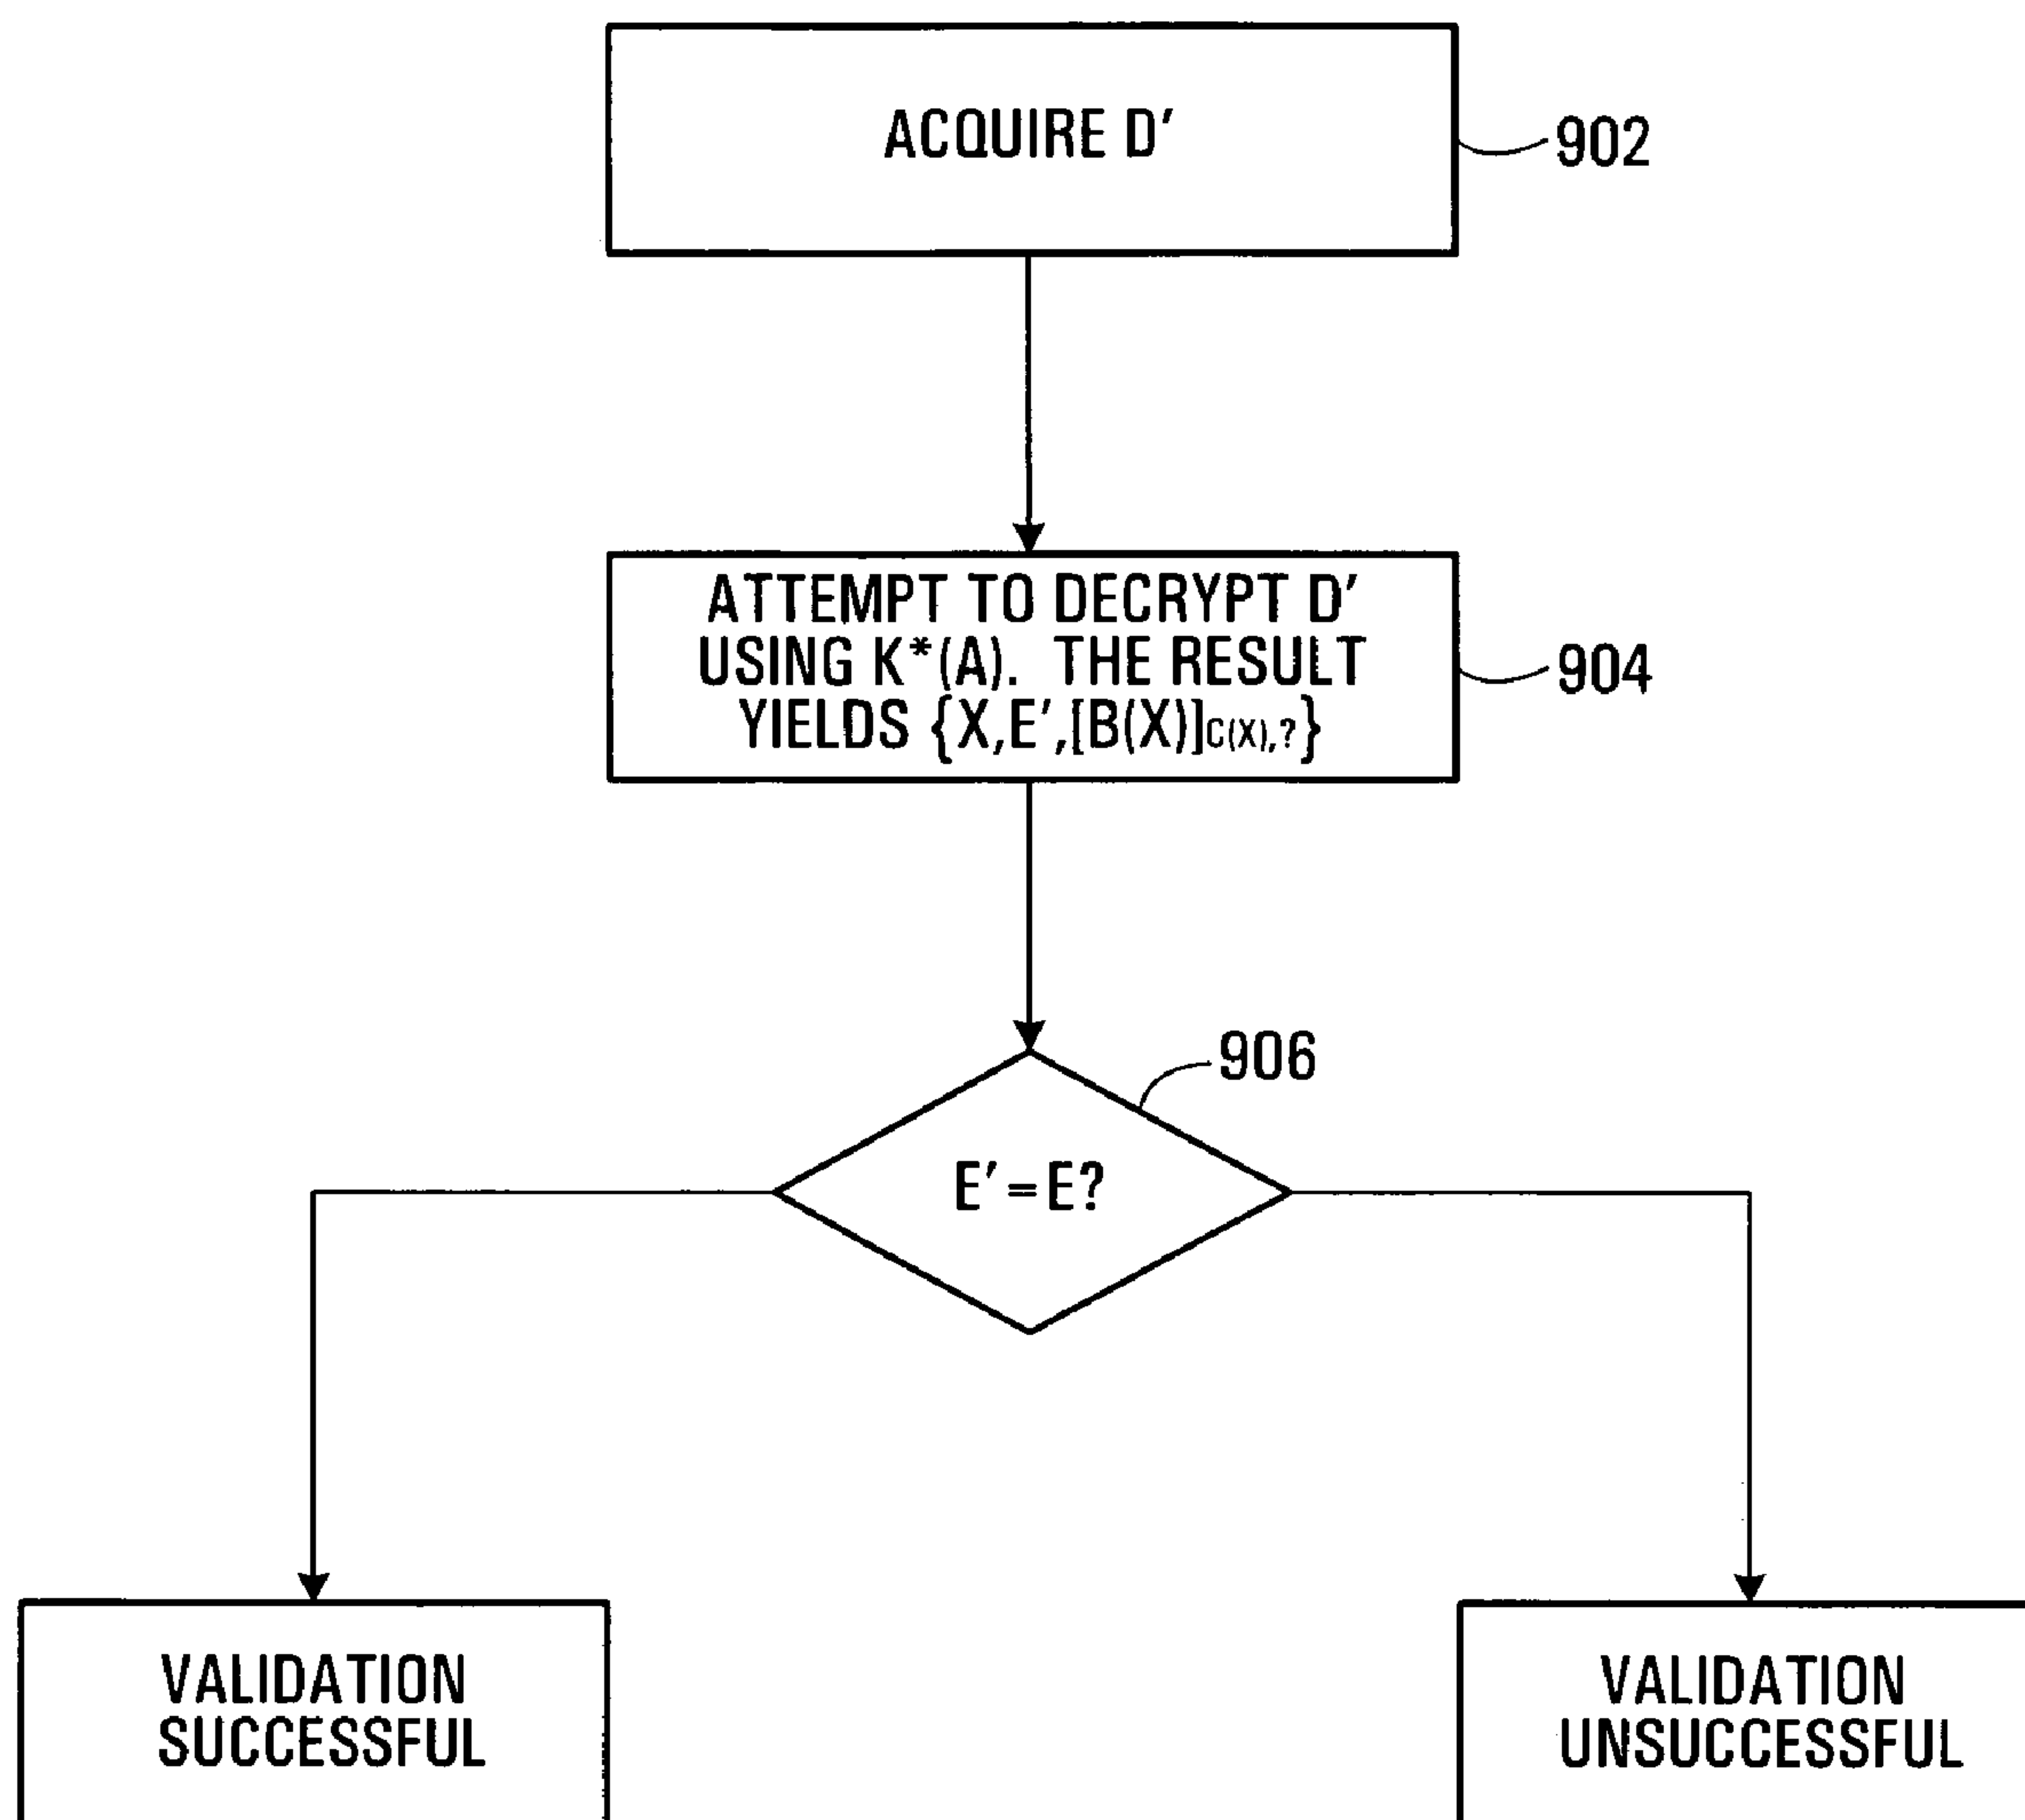 ACQUIRE D'
902
ATTEMPT TO DECRYPT D'
USING K*(A). THE RESULT
YIELDS {X,E',[B(X)]C(X),?}
904
906
E'=E?
VALIDATION
SUCCESSFUL
VALIDATION
UNSUCCESSFUL